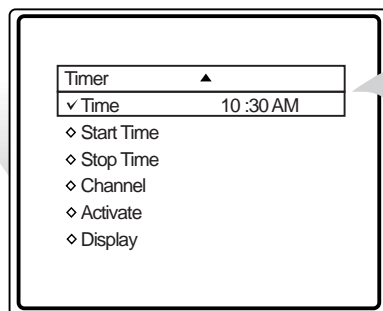 Timer ▲
✓ Time 10 :30 AM
◇ Start Time
◇ Stop Time
◇ Channel
◇ Activate
◇ Display